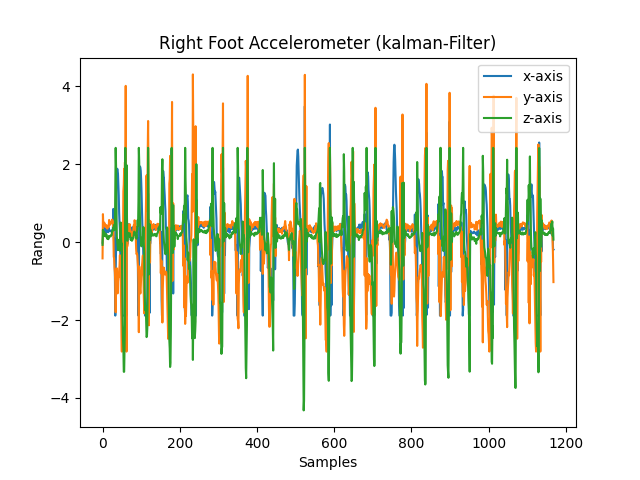 Right Foot Accelerometer (kalman-Filter)
x-axis
y-axis
z-axis
Range
4
2
0
−2
−4
0 200 400 600 800 1000 1200
Samples